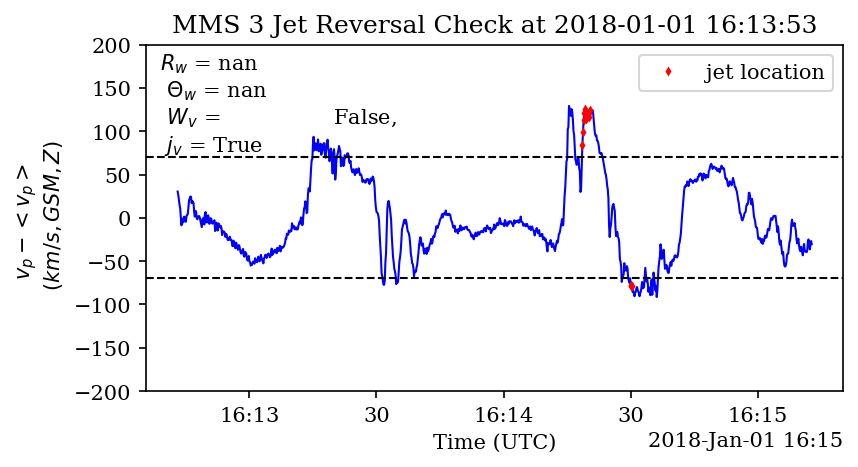 MMS 3 Jet Reversal Check at 2018-01-01 16:13:53
R_w = nan
Θ_w = nan
W_v = False,
j_v = True
jet location
200
150
100
50
0
−50
−100
−150
−200
v_p − < v_p >
(km/s, GSM, Z)
16:13 30 16:14 30 16:15
Time (UTC) 2018-Jan-01 16:15